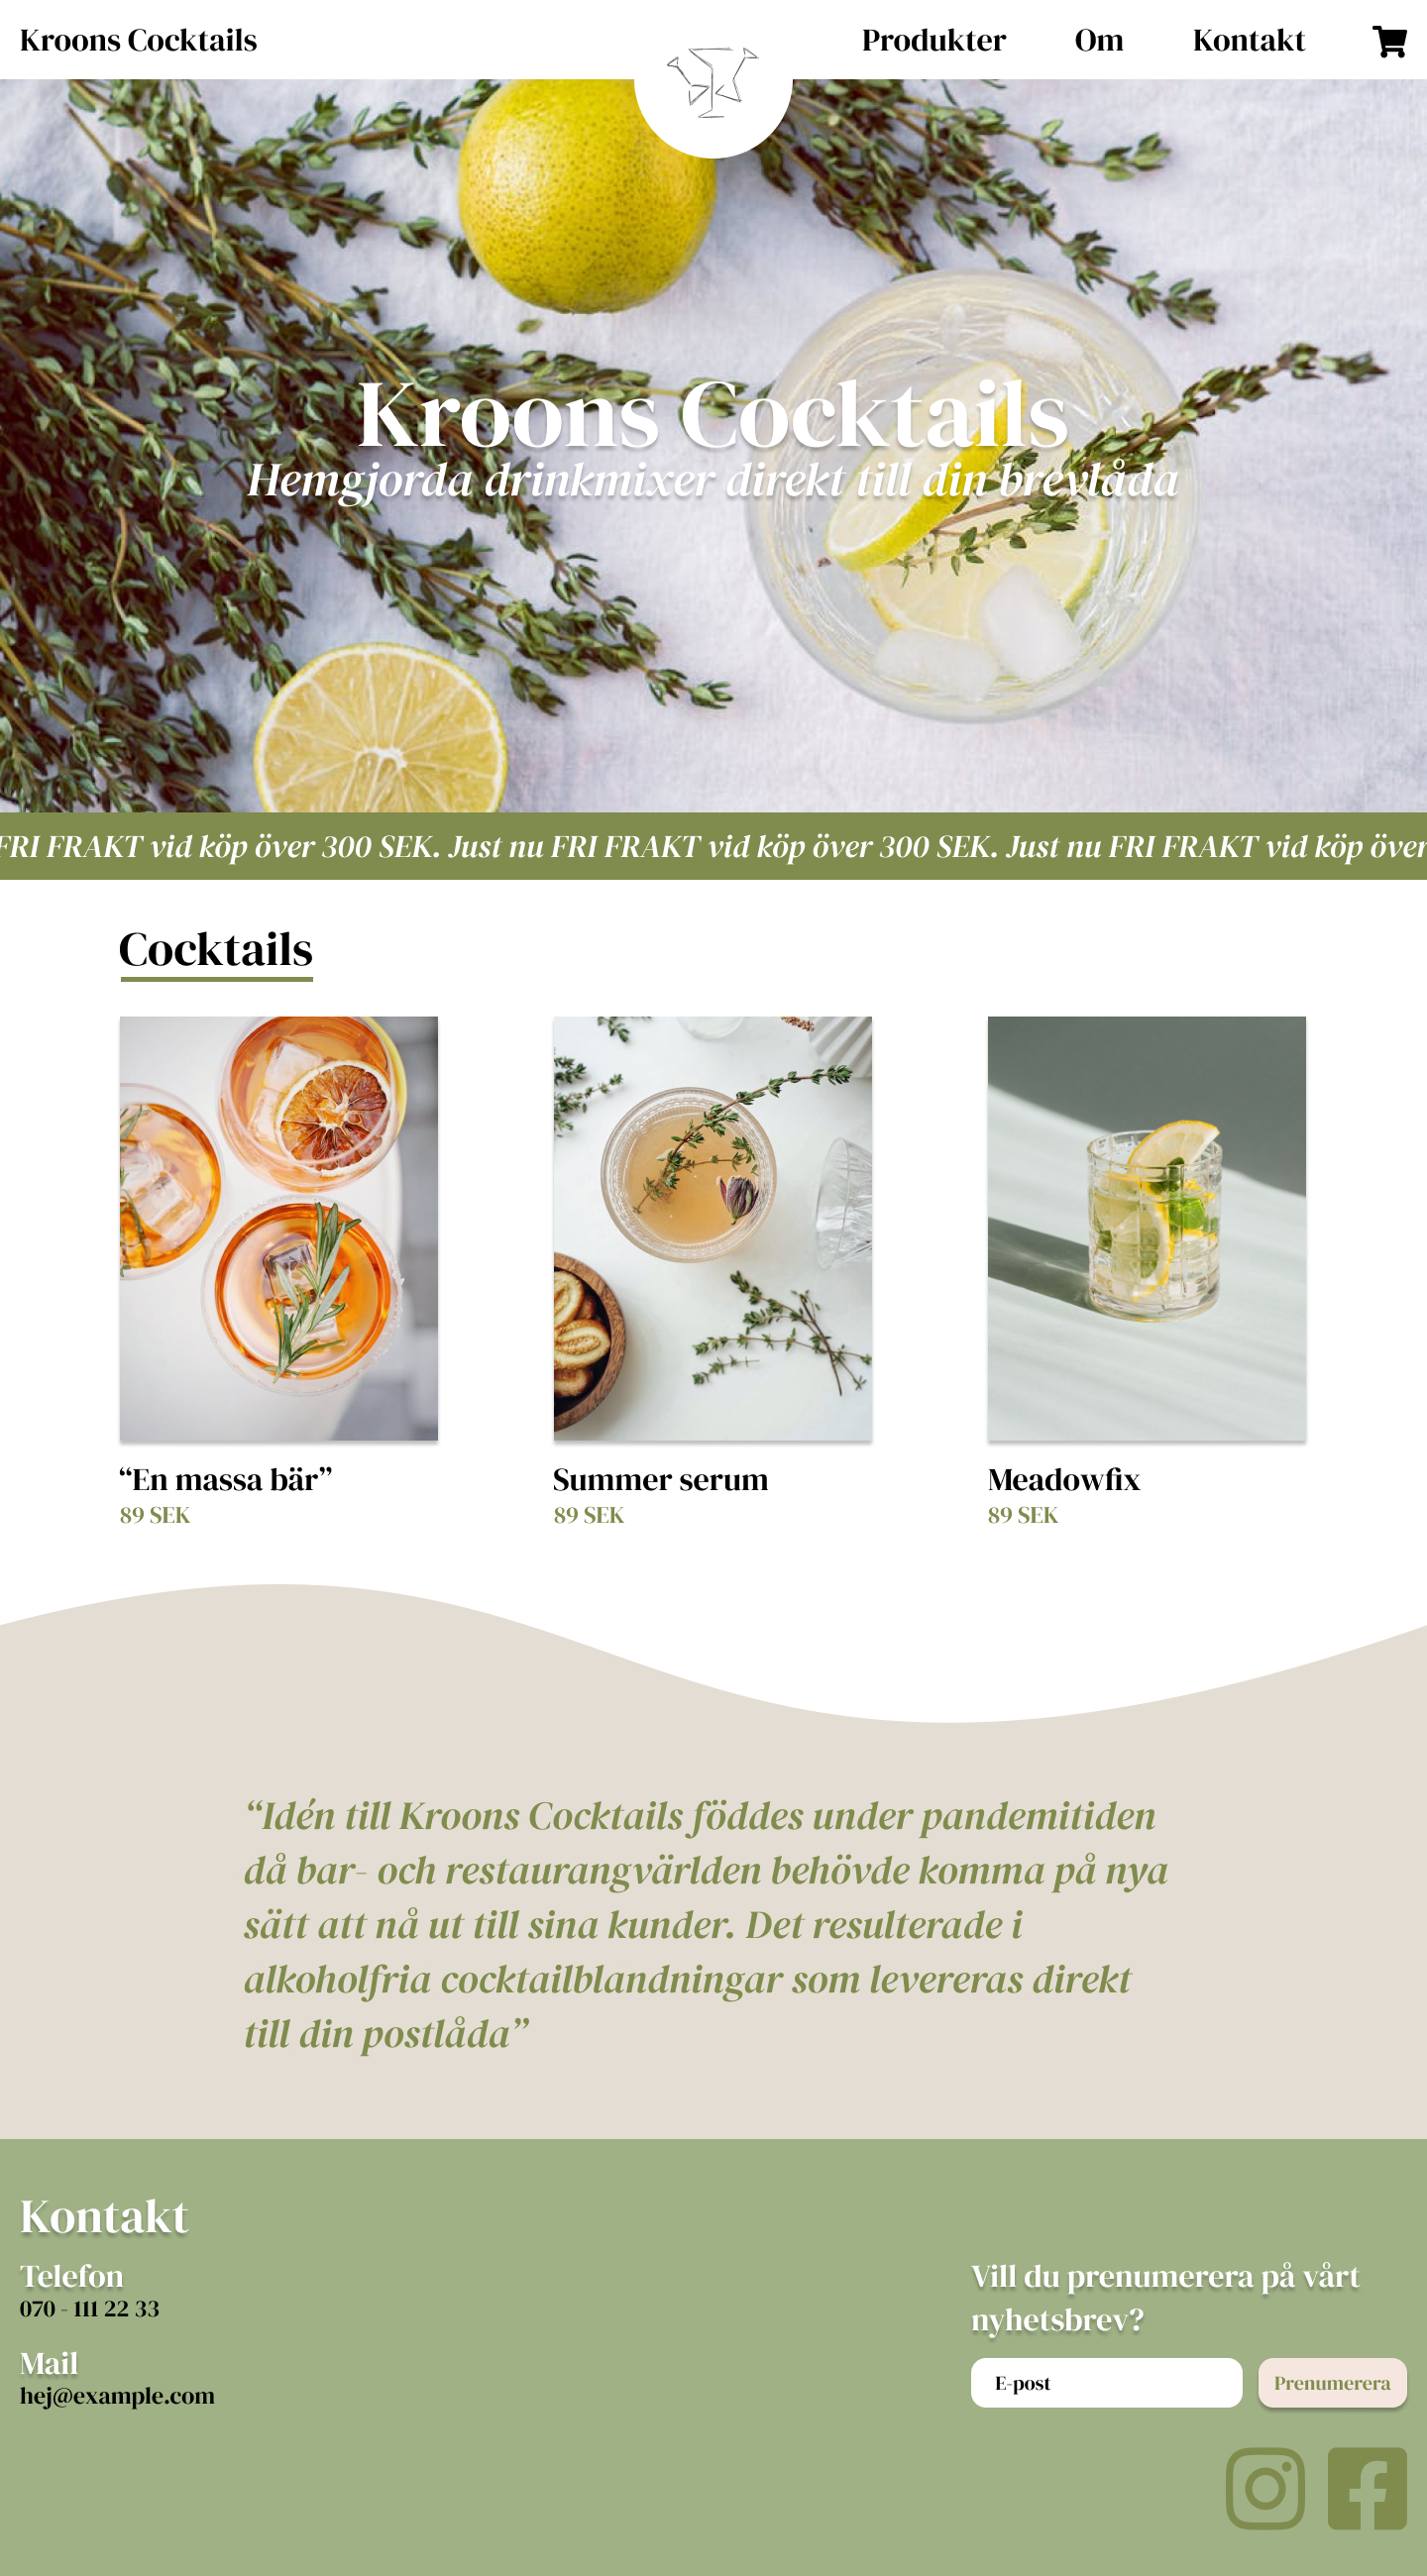 Kroons Cocktails
Produkter
Om
Kontakt
Kroons Cocktails
Hemgjorda drinkmixer direkt till din brevlåda
FRI FRAKT vid köp över 300 SEK. Just nu FRI FRAKT vid köp över 300 SEK. Just nu FRI FRAKT vid köp över
Cocktails
“En massa bär”
89 SEK
Summer serum
89 SEK
Meadowfix
89 SEK
“Idén till Kroons Cocktails föddes under pandemitiden
då bar- och restaurangvärlden behövde komma på nya
sätt att nå ut till sina kunder. Det resulterade i
alkoholfria cocktailblandningar som levereras direkt
till din postlåda”
Kontakt
Telefon
070 - 111 22 33
Mail
hej@example.com
Vill du prenumerera på vårt
nyhetsbrev?
E-post
Prenumerera